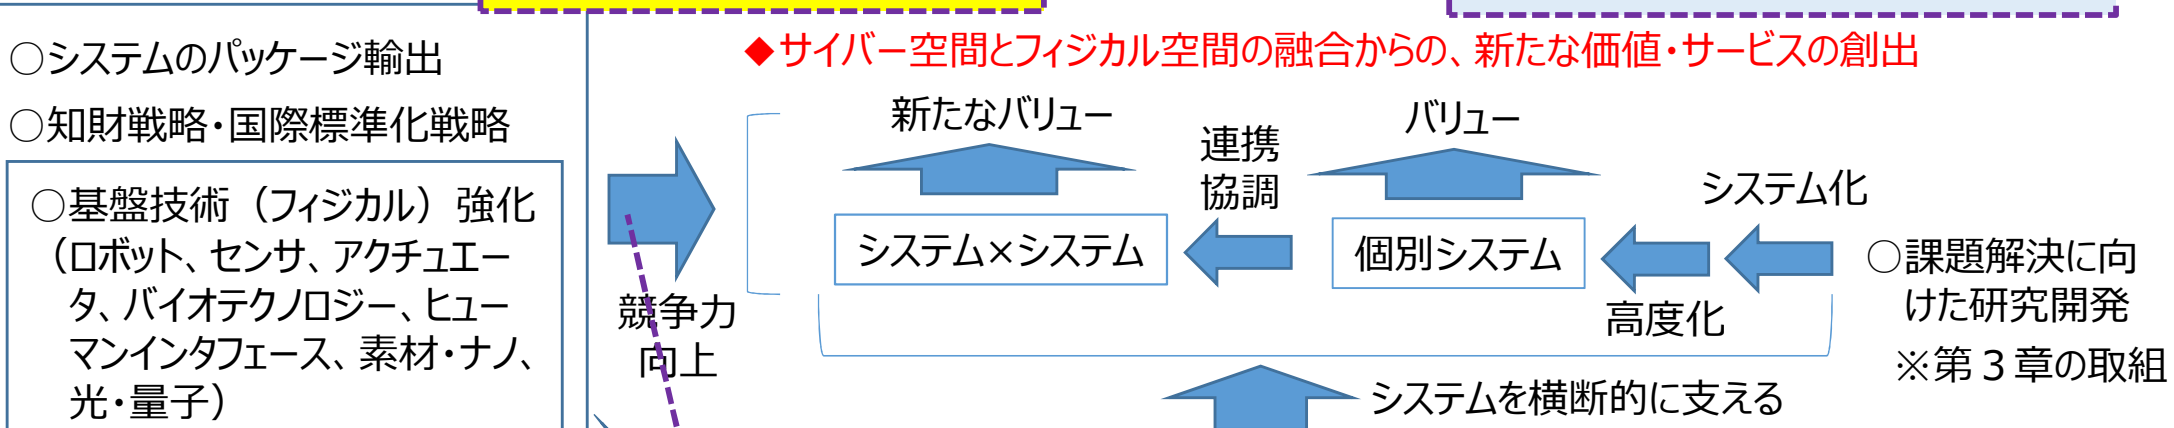 ○システムのパッケージ輸出
○知財戦略・国際標準化戦略
○基盤技術（フィジカル）強化
（ロボット、センサ、アクチュエー
タ、バイオテクノロジー、ヒュー
マンインタフェース、素材・ナノ、
光・量子）
競争力
向上
◆サイバー空間とフィジカル空間の融合からの、新たな価値・サービスの創出
新たなバリュー
連携
協調
バリュー
システム化
システム×システム
個別システム
高度化
○課題解決に向
けた研究開発
※第３章の取組
システムを横断的に支える